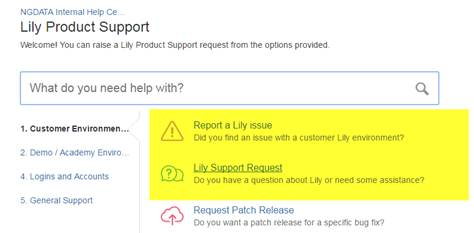 NGDATA Internal Help Ce...
Lily Product Support
Welcome! You can raise a Lily Product Support request from the options provided.
What do you need help with?
1. Customer Environmen...
2. Demo / Academy Enviro...
4. Logins and Accounts
5. General Support
Report a Lily issue
Did you find an issue with a customer Lily environment?
Lily Support Request
Do you have a question about Lily or need some assistance?
Request Patch Release
Do you want a patch release for a specific bug fix?